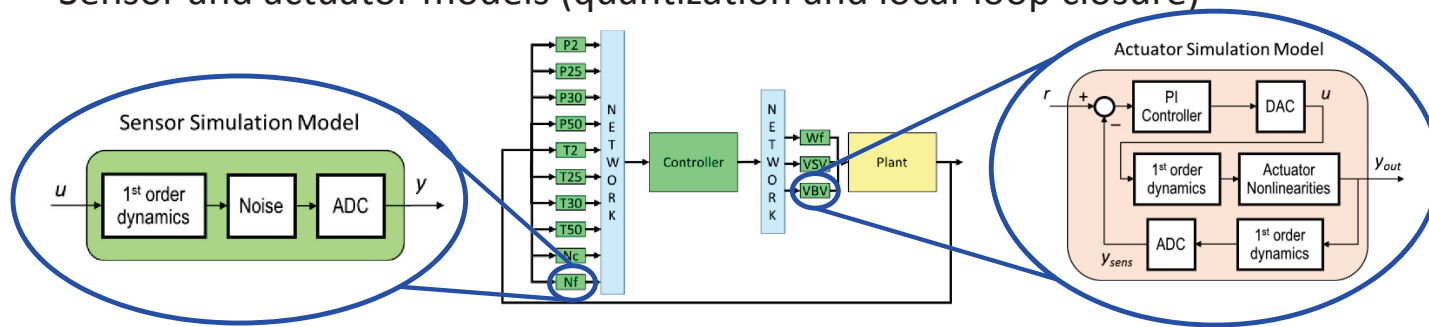 Sensor and actuator models (quantization and local loop closure)
Sensor Simulation Model
u
1st order
dynamics
Noise
ADC
y
P2
P25
P30
P50
T2
T25
T30
T50
Nc
Nf
NETWORK
Controller
NETWORK
Wf
VSV
VBV
Plant
Actuator Simulation Model
r
+
−
PI
Controller
DAC
u
1st order
dynamics
Actuator
Nonlinearities
yout
ADC
ysens
1st order
dynamics